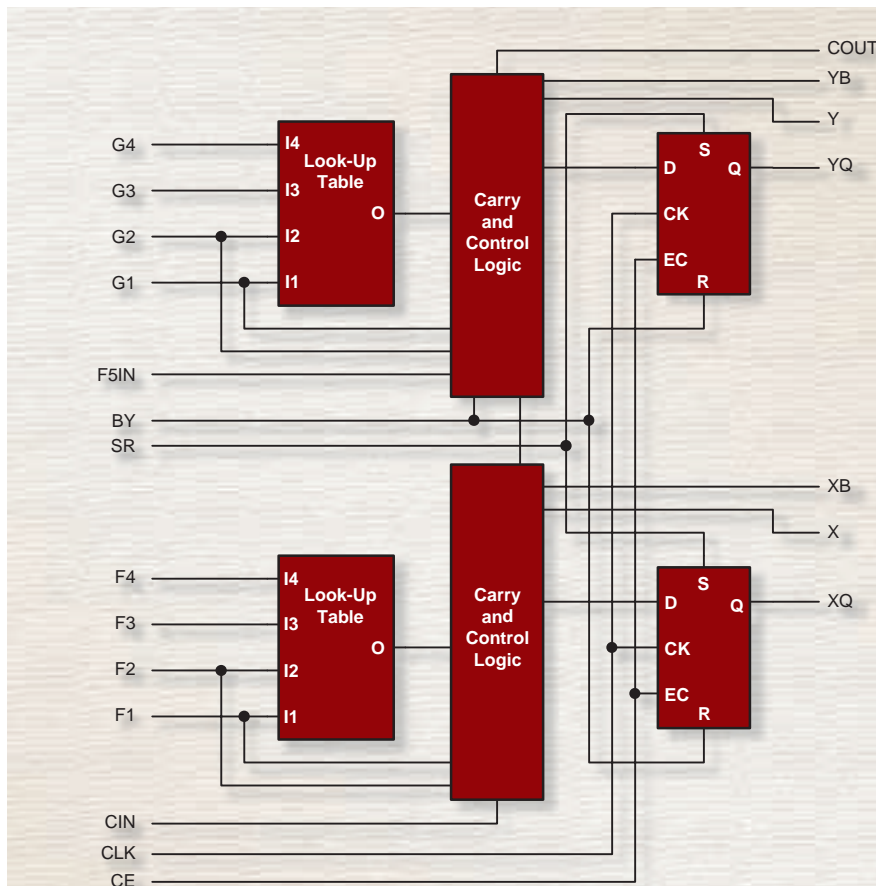 COUT
YB
Y
YQ
G4
G3
G2
G1
F5IN
BY
SR
I4
I3
I2
I1
Look-Up
Table
O
Carry
and
Control
Logic
S
D
Q
CK
EC
R
XB
X
XQ
F4
F3
F2
F1
CIN
CLK
CE
I4
I3
I2
I1
Look-Up
Table
O
Carry
and
Control
Logic
S
D
Q
CK
EC
R